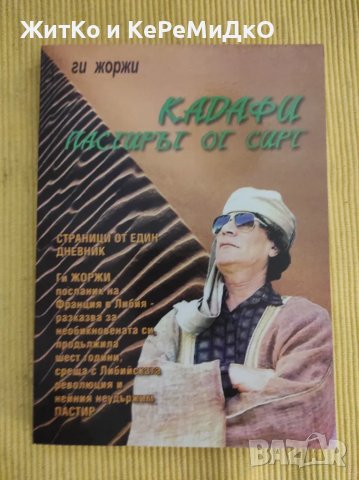 ЖитКо и КеРеМидкО
ги жоржи
КАДАФИ
ПАСТИРЪТ ОТ СИРТ
СТРАНИЦИ ОТ ЕДИН
ДНЕВНИК
Ги ЖОРЖИ,
посланик на
Франция в Либия -
разказва за
необикновената си,
продължила
шест години,
среща с Либийската
революция и
нейния неудържим
ПАСТИР
BAZAR